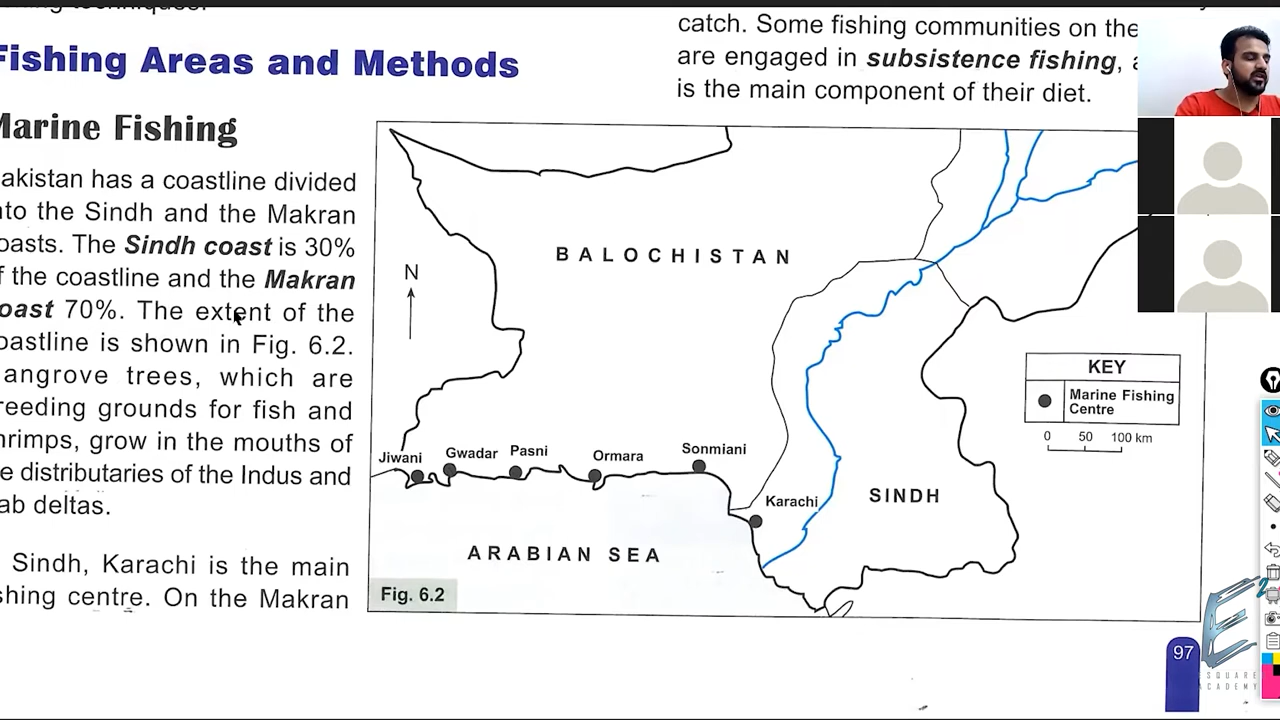 Fishing Areas and Methods
Marine Fishing
akistan has a coastline divided
nto the Sindh and the Makran
oasts. The Sindh coast is 30%
f the coastline and the Makran
oast 70%. The extent of the
oastline is shown in Fig. 6.2.
angrove trees, which are
reeding grounds for fish and
hrimps, grow in the mouths of
e distributaries of the Indus and
ab deltas.
Sindh, Karachi is the main
shing centre. On the Makran
catch. Some fishing communities on the
are engaged in subsistence fishing, a
is the main component of their diet.
BALOCHISTAN
N
KEY
Marine Fishing
Centre
0 50 100 km
Jiwani
Gwadar
Pasni
Ormara
Sonmiani
Karachi
SINDH
ARABIAN SEA
Fig. 6.2
97
E2
SQUARE
ACADEMY